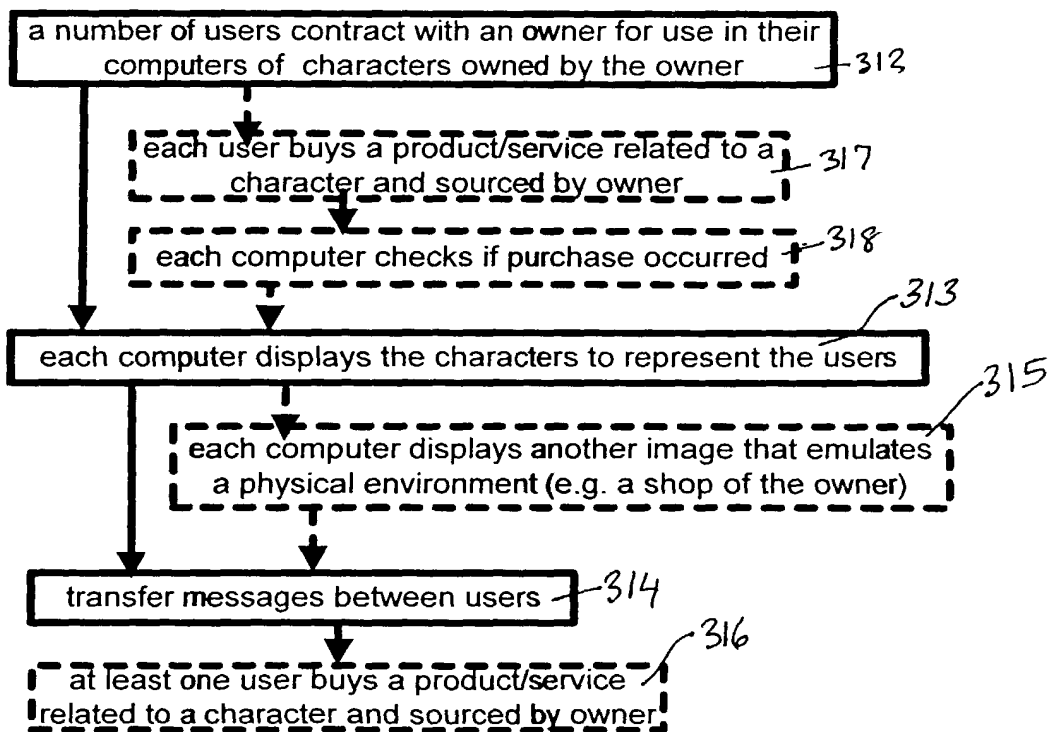 a number of users contract with an owner for use in their
computers of characters owned by the owner
312
each user buys a product/service related to a
character and sourced by owner
317
each computer checks if purchase occurred
318
313
each computer displays the characters to represent the users
315
each computer displays another image that emulates
a physical environment (e.g. a shop of the owner)
transfer messages between users
314
316
at least one user buys a product/service
related to a character and sourced by owner